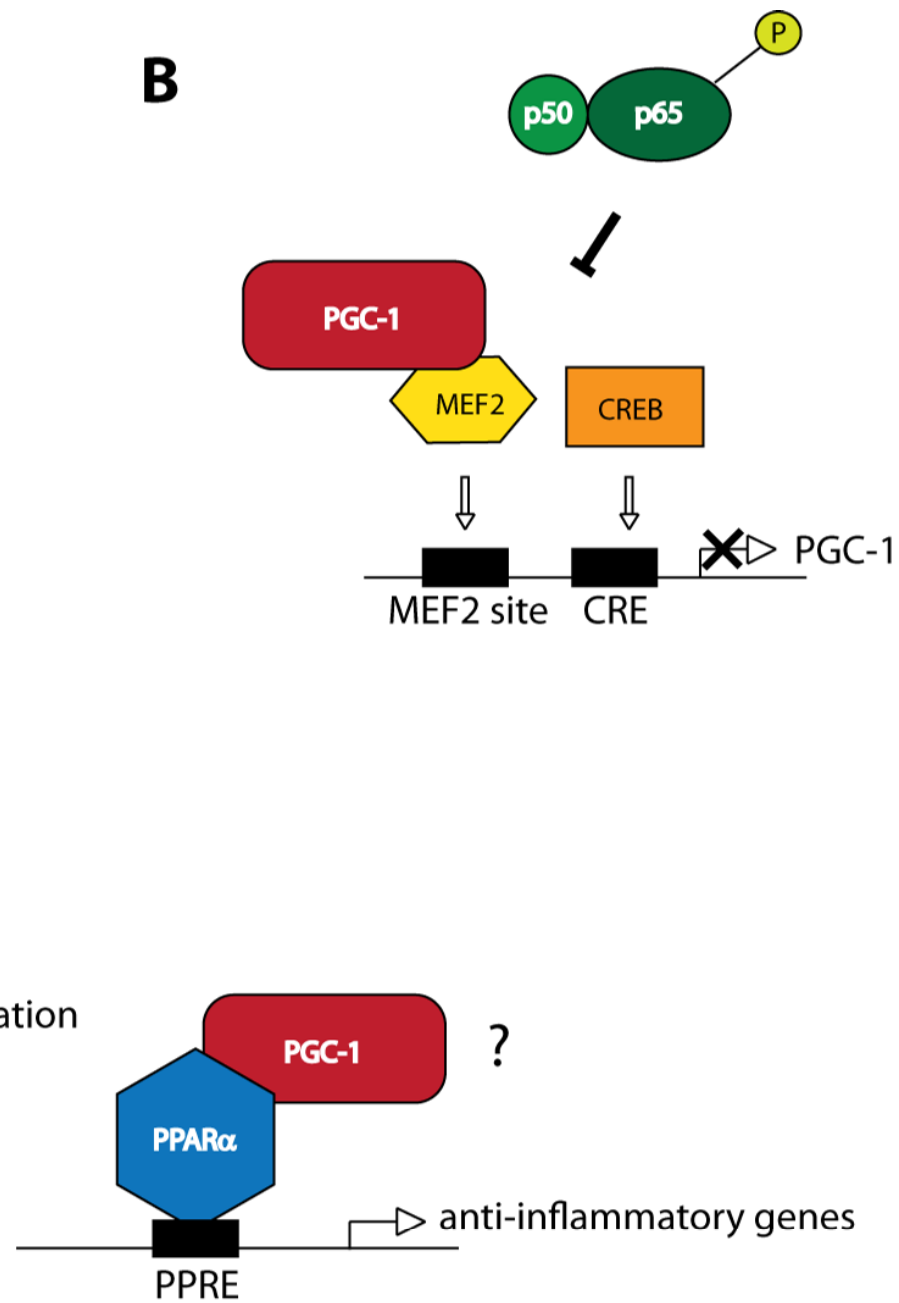 B
P
p50 p65
PGC-1
MEF2 CREB
PGC-1
MEF2 site CRE
ation
PGC-1 ?
PPARα
anti-inflammatory genes
PPRE